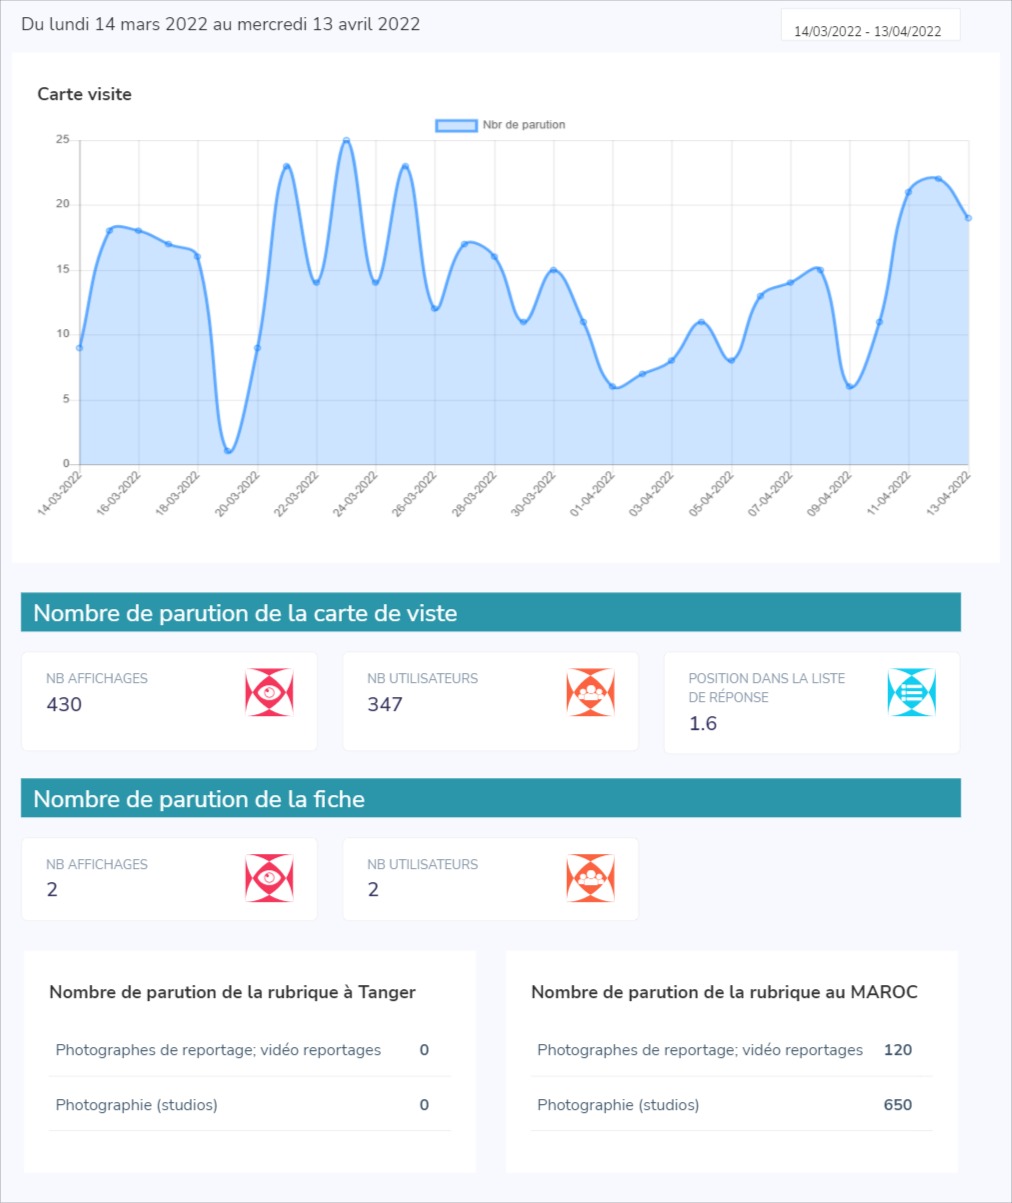 Du lundi 14 mars 2022 au mercredi 13 avril 2022
14/03/2022 - 13/04/2022
Carte visite
Nbr de parution
25
20
15
10
5
0
14-03-2022
16-03-2022
18-03-2022
20-03-2022
22-03-2022
24-03-2022
26-03-2022
28-03-2022
30-03-2022
01-04-2022
03-04-2022
05-04-2022
07-04-2022
09-04-2022
11-04-2022
13-04-2022
Nombre de parution de la carte de viste
NB AFFICHAGES
430
NB UTILISATEURS
347
POSITION DANS LA LISTE
DE RÉPONSE
1.6
Nombre de parution de la fiche
NB AFFICHAGES
2
NB UTILISATEURS
2
Nombre de parution de la rubrique à Tanger
Photographes de reportage; vidéo reportages 0
Photographie (studios) 0
Nombre de parution de la rubrique au MAROC
Photographes de reportage; vidéo reportages 120
Photographie (studios) 650